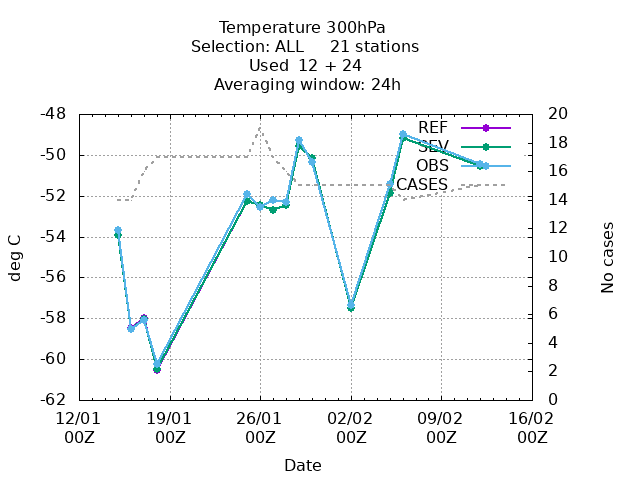 Temperature 300hPa
Selection: ALL     21 stations
Used  12 + 24
Averaging window: 24h
-48
-50
-52
-54
-56
-58
-60
-62
deg C
20
18
16
14
12
10
8
6
4
2
0
No cases
REF
SEV
OBS
CASES
12/01 19/01 26/01 02/02 09/02 16/02
00Z 00Z 00Z 00Z 00Z 00Z
Date